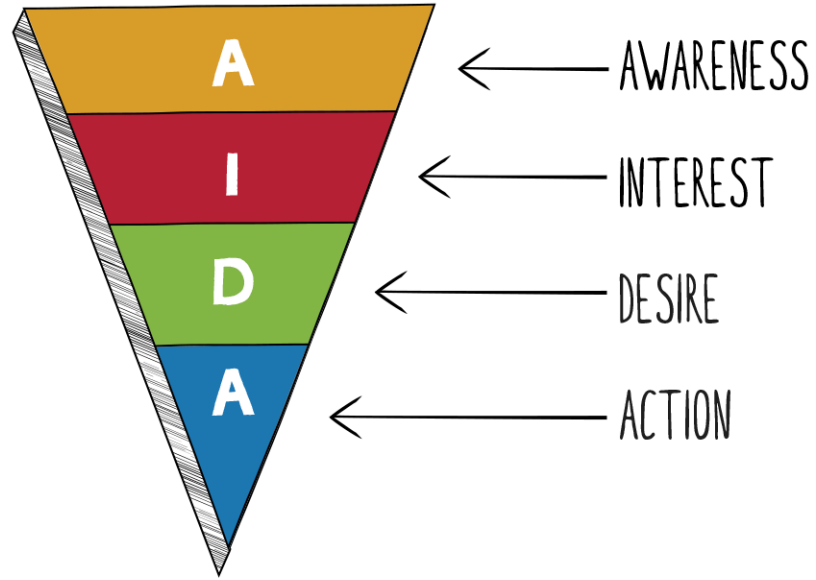 A
AWARENESS
I
INTEREST
D
DESIRE
A
ACTION